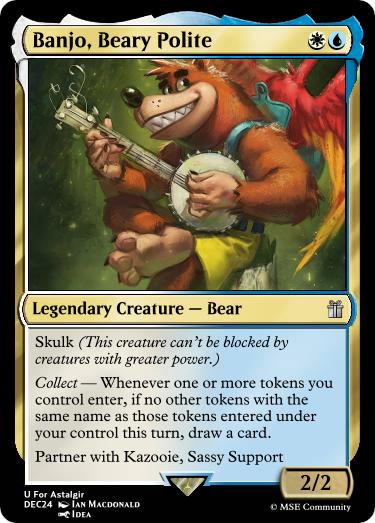 Banjo, Beary Polite
Legendary Creature — Bear
Skulk (This creature can't be blocked by
creatures with greater power.)
Collect — Whenever one or more tokens you
control enter, if no other tokens with the
same name as those tokens entered under
your control this turn, draw a card.
Partner with Kazooie, Sassy Support
2/2
U For Astalgir
DEC24 Ian Macdonald
Idea
© MSE Community